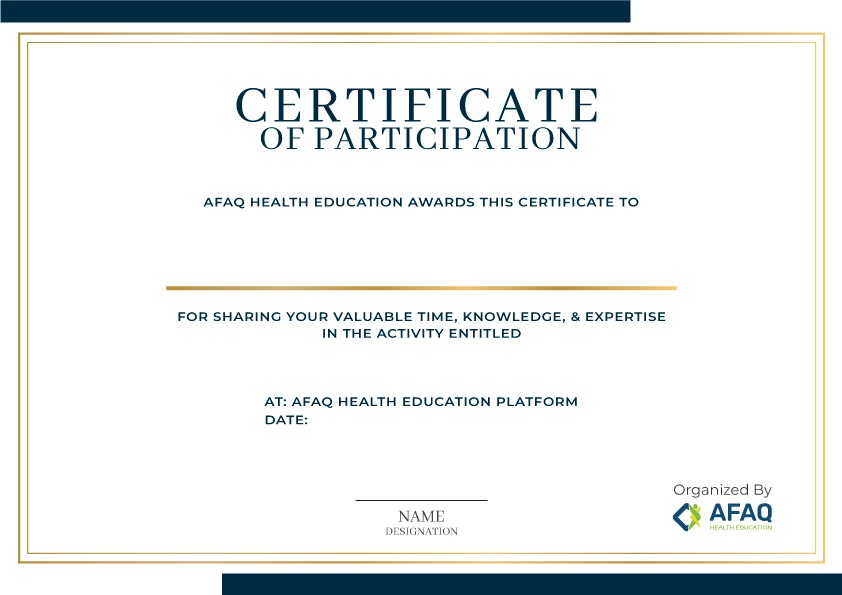 CERTIFICATE
OF PARTICIPATION
AFAQ HEALTH EDUCATION AWARDS THIS CERTIFICATE TO
FOR SHARING YOUR VALUABLE TIME, KNOWLEDGE, & EXPERTISE
IN THE ACTIVITY ENTITLED
AT: AFAQ HEALTH EDUCATION PLATFORM
DATE:
NAME
DESIGNATION
Organized By
AFAQ
HEALTH EDUCATION